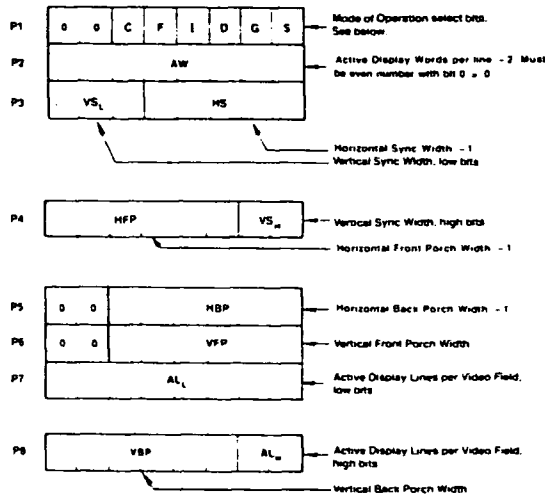 P1 0 0 C F I D G S Mode of Operation select bits.
See below.
P2 AW Active Display Words per line - 2. Must
be even number with bit 0 = 0
P3 VSL HS
Horizontal Sync Width - 1
Vertical Sync Width, low bits
P4 HFP VSH Vertical Sync Width, high bits
Horizontal Front Porch Width - 1
P5 0 0 HBP Horizontal Back Porch Width - 1
P6 0 0 VFP Vertical Front Porch Width
P7 ALL Active Display Lines per Video Field,
low bits
P8 VBP ALH Active Display Lines per Video Field,
high bits
Vertical Back Porch Width